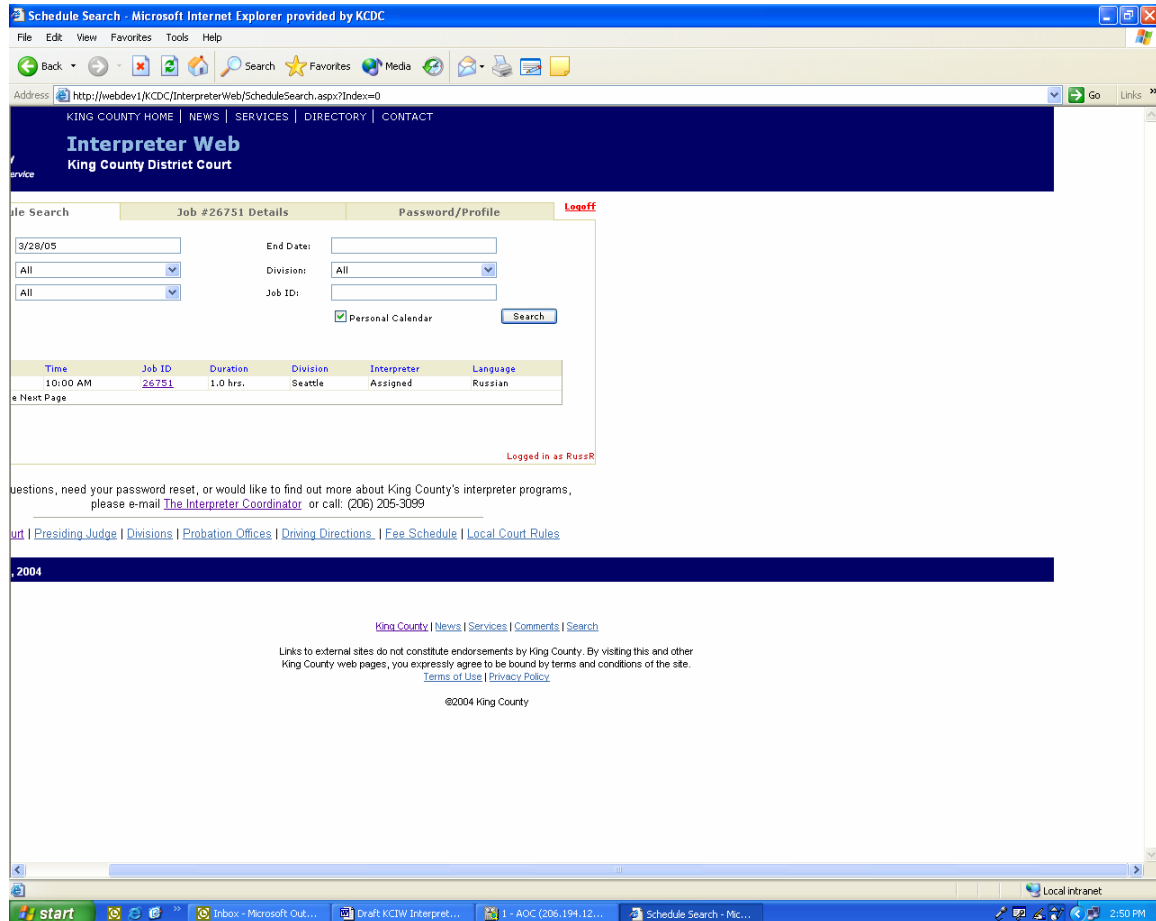 Schedule Search - Microsoft Internet Explorer provided by KCDC
File Edit View Favorites Tools Help
Back Search Favorites Media
Address http://webdev1/KCDC/InterpreterWeb/ScheduleSearch.aspx?Index=0 Go Links »
KING COUNTY HOME | NEWS | SERVICES | DIRECTORY | CONTACT
Interpreter Web
King County District Court
ervice
ule Search Job #26751 Details Password/Profile Logoff
3/28/05 End Date:
All Division: All
All Job ID:
Personal Calendar Search
Time Job ID Duration Division Interpreter Language
10:00 AM 26751 1.0 hrs. Seattle Assigned Russian
e Next Page
Logged in as RussR
uestions, need your password reset, or would like to find out more about King County's interpreter programs,
please e-mail The Interpreter Coordinator or call: (206) 205-3099
urt | Presiding Judge | Divisions | Probation Offices | Driving Directions | Fee Schedule | Local Court Rules
, 2004
King County | News | Services | Comments | Search
Links to external sites do not constitute endorsements by King County. By visiting this and other
King County web pages, you expressly agree to be bound by terms and conditions of the site.
Terms of Use | Privacy Policy
©2004 King County
Local intranet
start » Inbox - Microsoft Out... Draft KCIW Interpret... 1 - AOC (206.194.12... Schedule Search - Mic... 2:50 PM